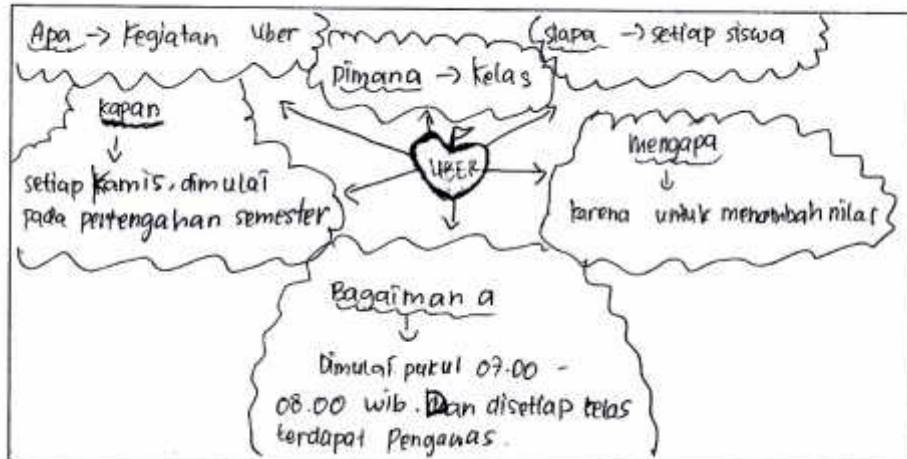 Apa → Kegiatan Uber
Dimana → Kelas
Siapa → setiap siswa
Kapan
setiap Kamis, dimulai
pada pertengahan semester
UBER
Mengapa
karena untuk menambah nilai
Bagaimana
Dimulai pukul 07.00 -
08.00 wib. Dan disetiap kelas
terdapat Pengawas.